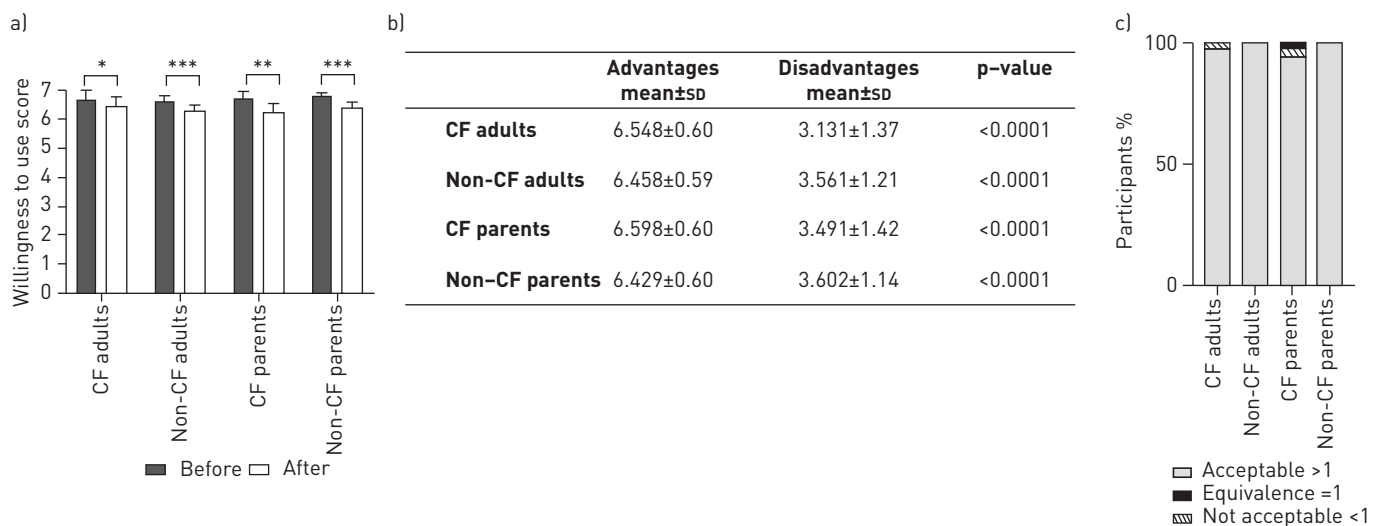 a)
* *** ** ***
Willingness to use score
7
6
5
4
3
2
1
0
CF adults
Non-CF adults
CF parents
Non-CF parents
Before After
b)
Advantages Disadvantages p–value
mean±SD mean±SD
CF adults 6.548±0.60 3.131±1.37 <0.0001
Non-CF adults 6.458±0.59 3.561±1.21 <0.0001
CF parents 6.598±0.60 3.491±1.42 <0.0001
Non–CF parents 6.429±0.60 3.602±1.14 <0.0001
c)
Participants %
100
50
0
CF adults
Non-CF adults
CF parents
Non-CF parents
Acceptable >1
Equivalence =1
Not acceptable <1